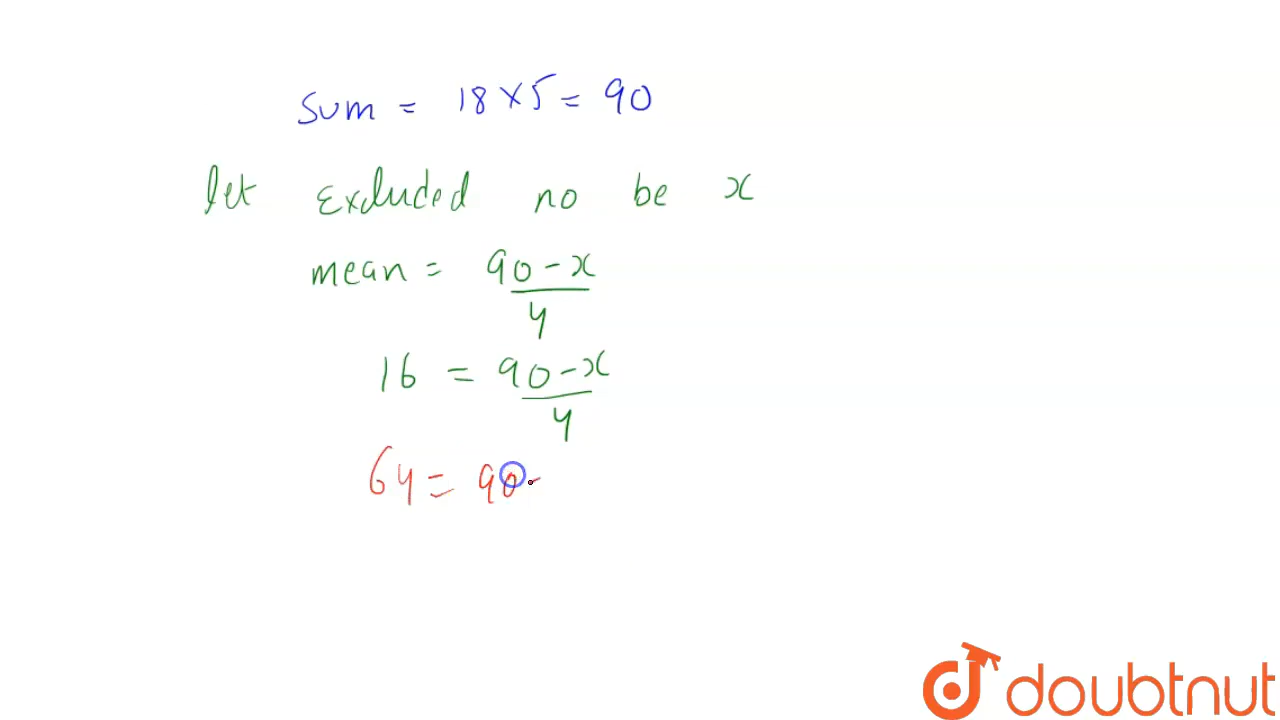 Sum = 18 × 5 = 90
let Excluded no be x
mean = 90 - x
4
16 = 90 - x
4
64 = 90 -
doubtnut